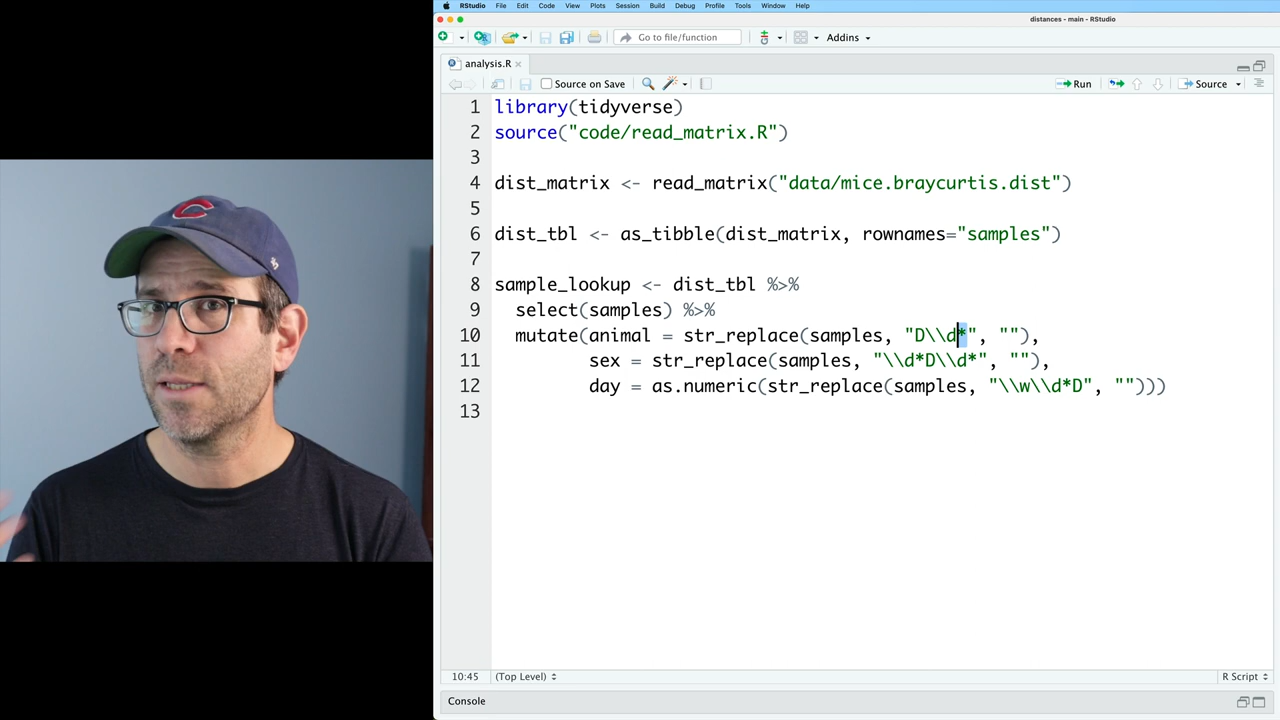 RStudio File Edit Code View Plots Session Build Debug Profile Tools Window Help
distances - main - RStudio
Go to file/function Addins
analysis.R
Source on Save Run Source
1 library(tidyverse)
2 source("code/read_matrix.R")
3
4 dist_matrix <- read_matrix("data/mice.braycurtis.dist")
5
6 dist_tbl <- as_tibble(dist_matrix, rownames="samples")
7
8 sample_lookup <- dist_tbl %>%
9 select(samples) %>%
10 mutate(animal = str_replace(samples, "D\\d*", ""),
11 sex = str_replace(samples, "\\d*D\\d*", ""),
12 day = as.numeric(str_replace(samples, "\\w\\d*D", "")))
13
10:45 (Top Level) R Script
Console
C